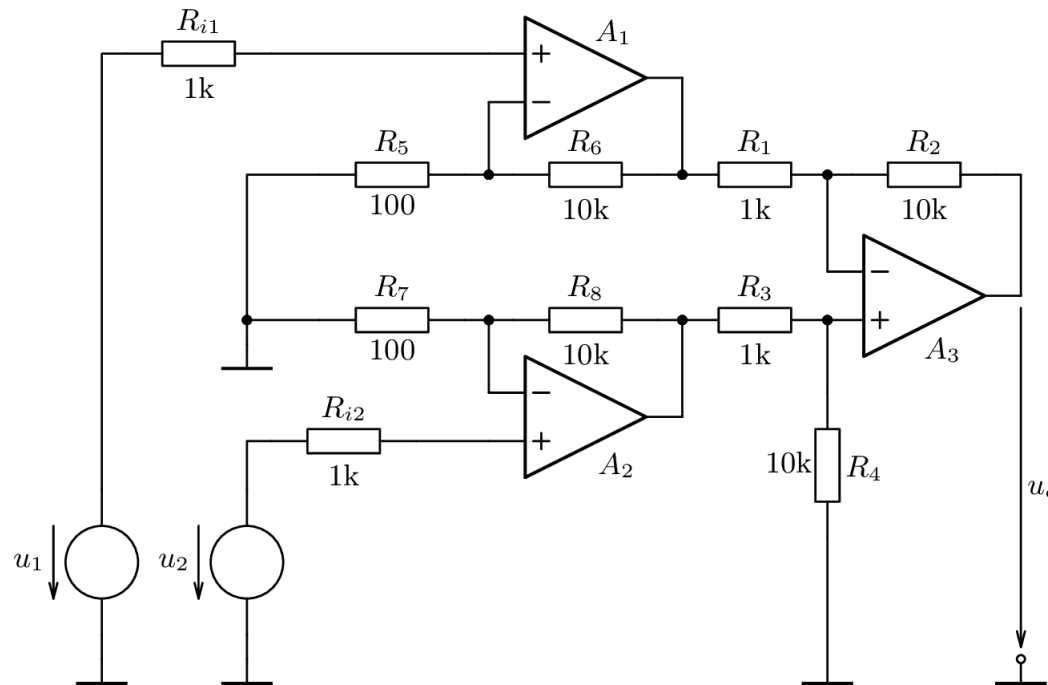 R_{i1}
1k
A_1
+
−
R_5
100
R_6
10k
R_1
1k
R_2
10k
−
+
A_3
R_7
100
R_8
10k
R_3
1k
−
+
A_2
R_{i2}
1k
10k
R_4
u_1
u_2